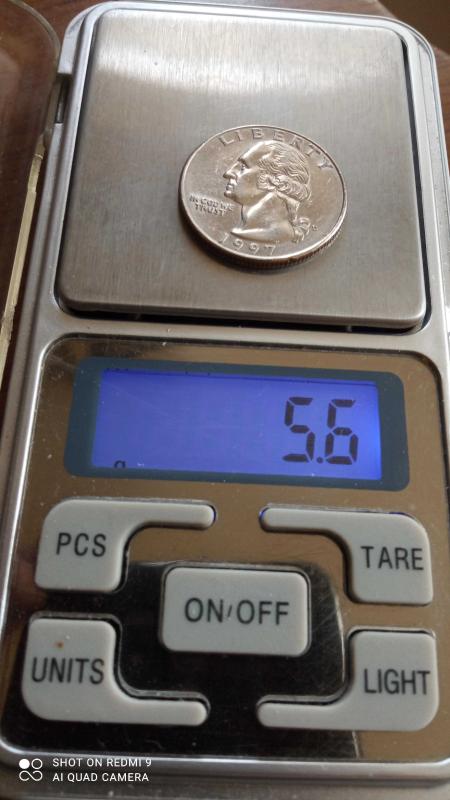 LIBERTY
IN GOD WE
TRUST
1997
5.6
g
PCS
TARE
ON/OFF
UNITS
LIGHT
SHOT ON REDMI 9
AI QUAD CAMERA